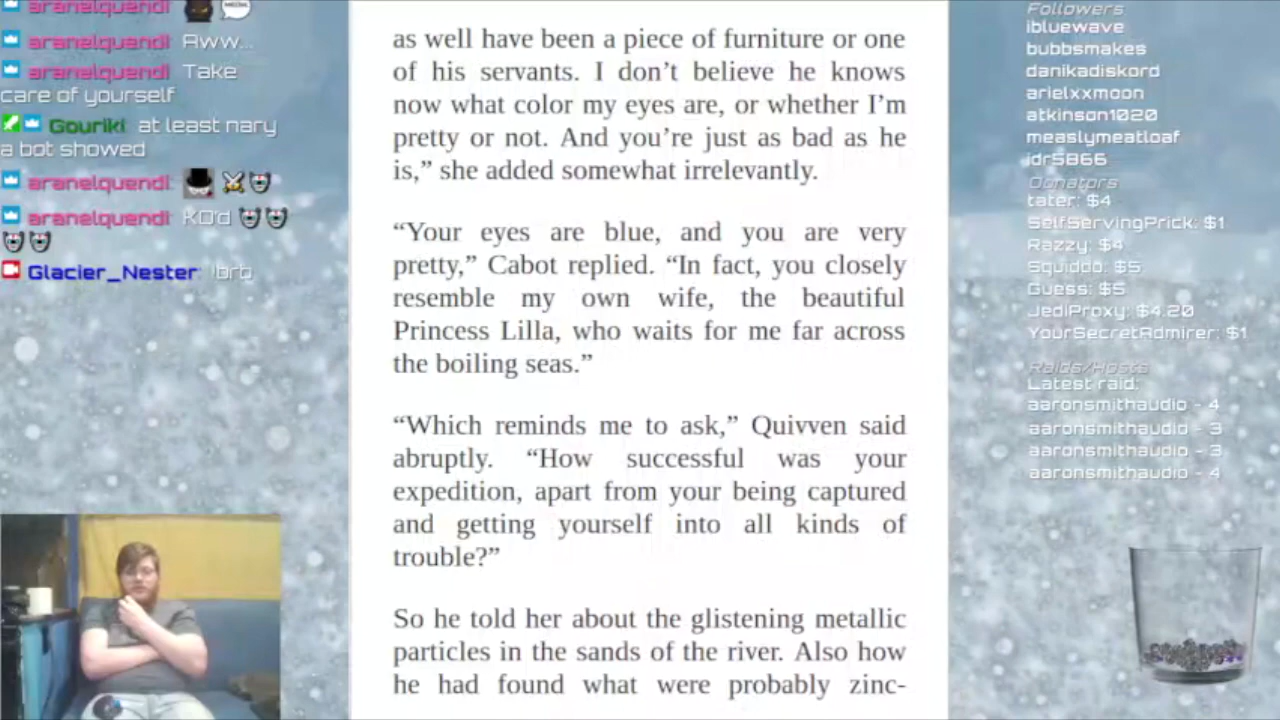 aranelquendi
aranelquendi: Aww...
aranelquendi: Take
care of yourself
Gouriki: at least nary
a bot showed
aranelquendi:
aranelquendi: KO'd
Glacier_Nester: !brb
as well have been a piece of furniture or one
of his servants. I don’t believe he knows
now what color my eyes are, or whether I’m
pretty or not. And you’re just as bad as he
is,” she added somewhat irrelevantly.
“Your eyes are blue, and you are very
pretty,” Cabot replied. “In fact, you closely
resemble my own wife, the beautiful
Princess Lilla, who waits for me far across
the boiling seas.”
“Which reminds me to ask,” Quivven said
abruptly. “How successful was your
expedition, apart from your being captured
and getting yourself into all kinds of
trouble?”
So he told her about the glistening metallic
particles in the sands of the river. Also how
he had found what were probably zinc-
Followers
ibluewave
bubbsmakes
danikadiskord
arielxxmoon
atkinson1020
measlymeatloaf
jdr5866
Donators
tater: $4
SelfServingPrick: $1
Razzy: $4
Squiddo: $5
Guess: $5
JediProxy: $4.20
YourSecretAdmirer: $1
Raids/Hosts
Latest raid:
aaronsmithaudio - 4
aaronsmithaudio - 3
aaronsmithaudio - 3
aaronsmithaudio - 4